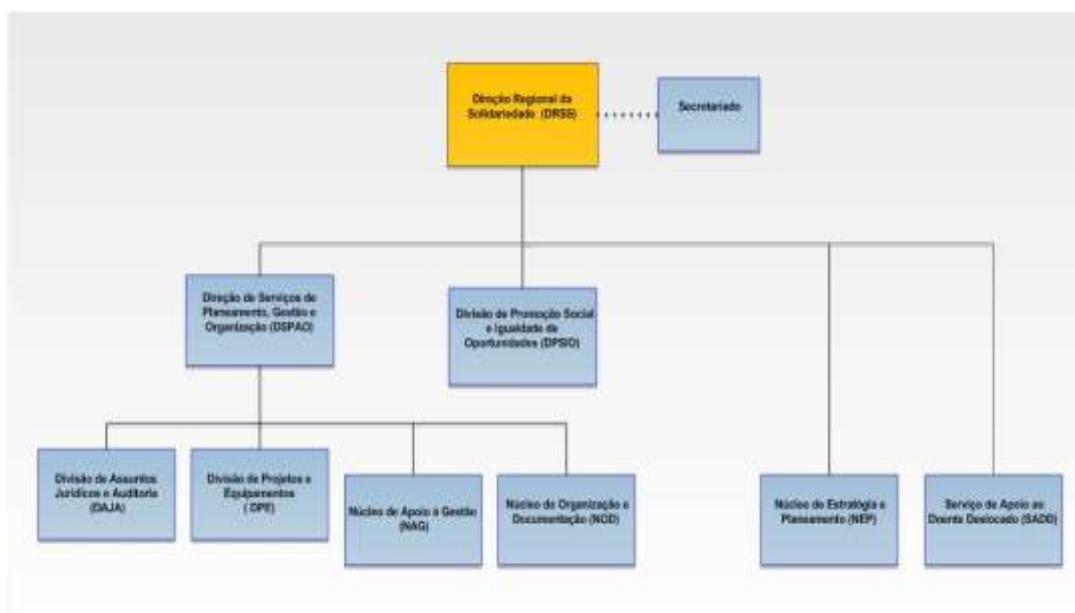 Direção Regional da
Solidariedade (DRSS)
Secretariado
Direção de Serviços de
Planeamento, Gestão e
Organização (DSPAO)
Divisão de Promoção Social
e Igualdade de
Oportunidades (DPSIO)
Divisão de Assuntos
Jurídicos e Auditoria
(DAJA)
Divisão de Projetos e
Equipamentos
( DPE)
Núcleo de Apoio à Gestão
(NAG)
Núcleo de Organização e
Documentação (NOD)
Núcleo de Estratégia e
Planeamento (NEP)
Serviço de Apoio ao
Doente Deslocado (SADD)